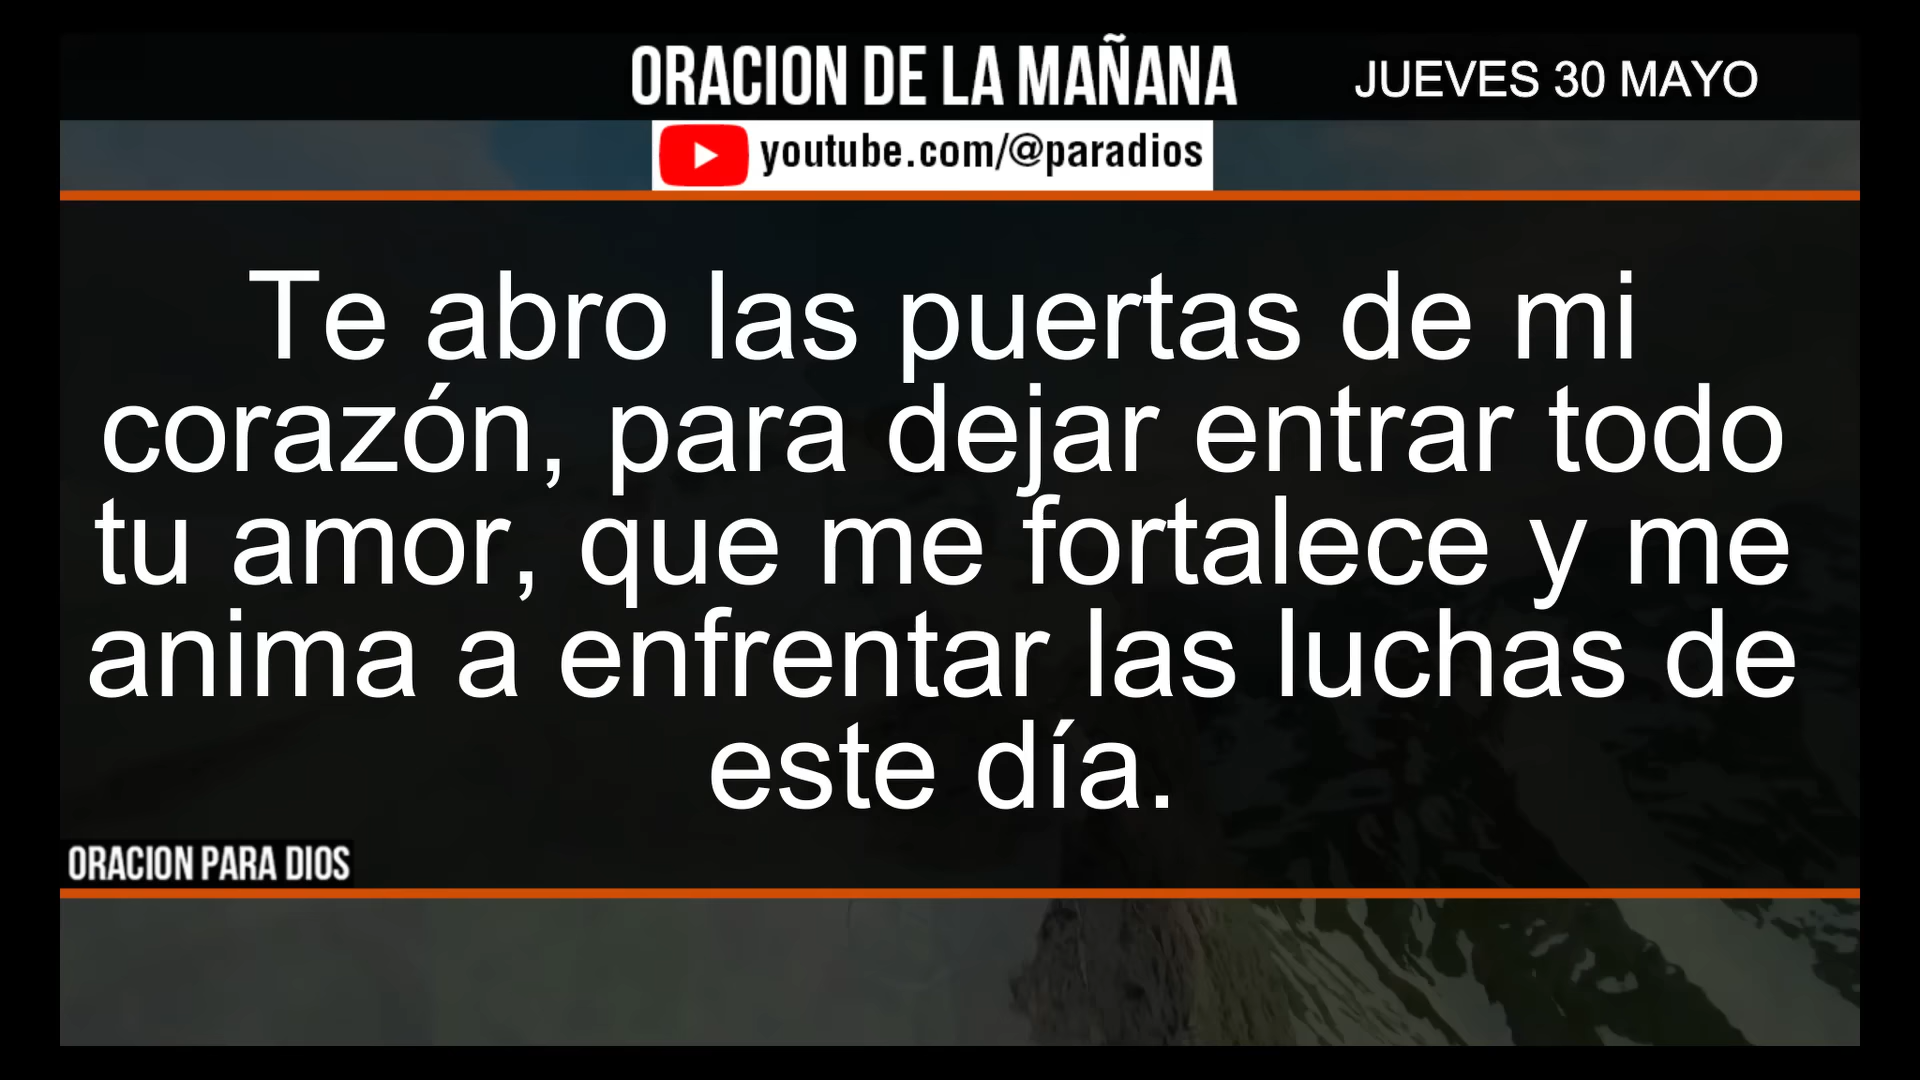 ORACION DE LA MAÑANA
JUEVES 30 MAYO
youtube.com/@paradios
Te abro las puertas de mi
corazón, para dejar entrar todo
tu amor, que me fortalece y me
anima a enfrentar las luchas de
este día.
ORACION PARA DIOS